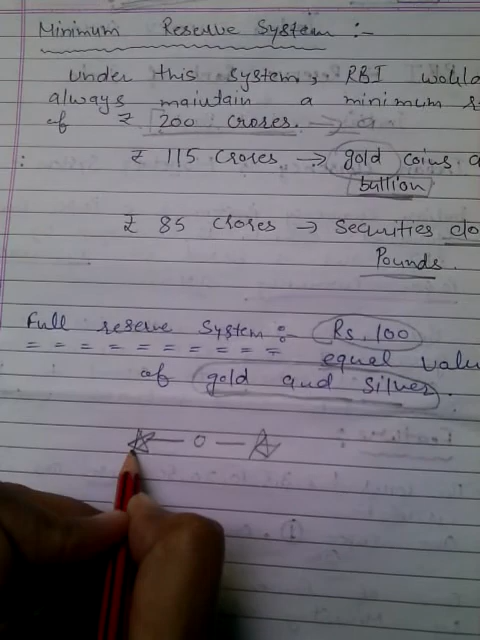 Minimum Reserve System :-
Under this system, RBI would
always maintain a minimum
of ₹ 200 crores.
₹ 115 crores → gold coins
bullion
₹ 85 crores → Securities
Pounds.
Full reserve System :- Rs. 100
equal
of gold and silver.